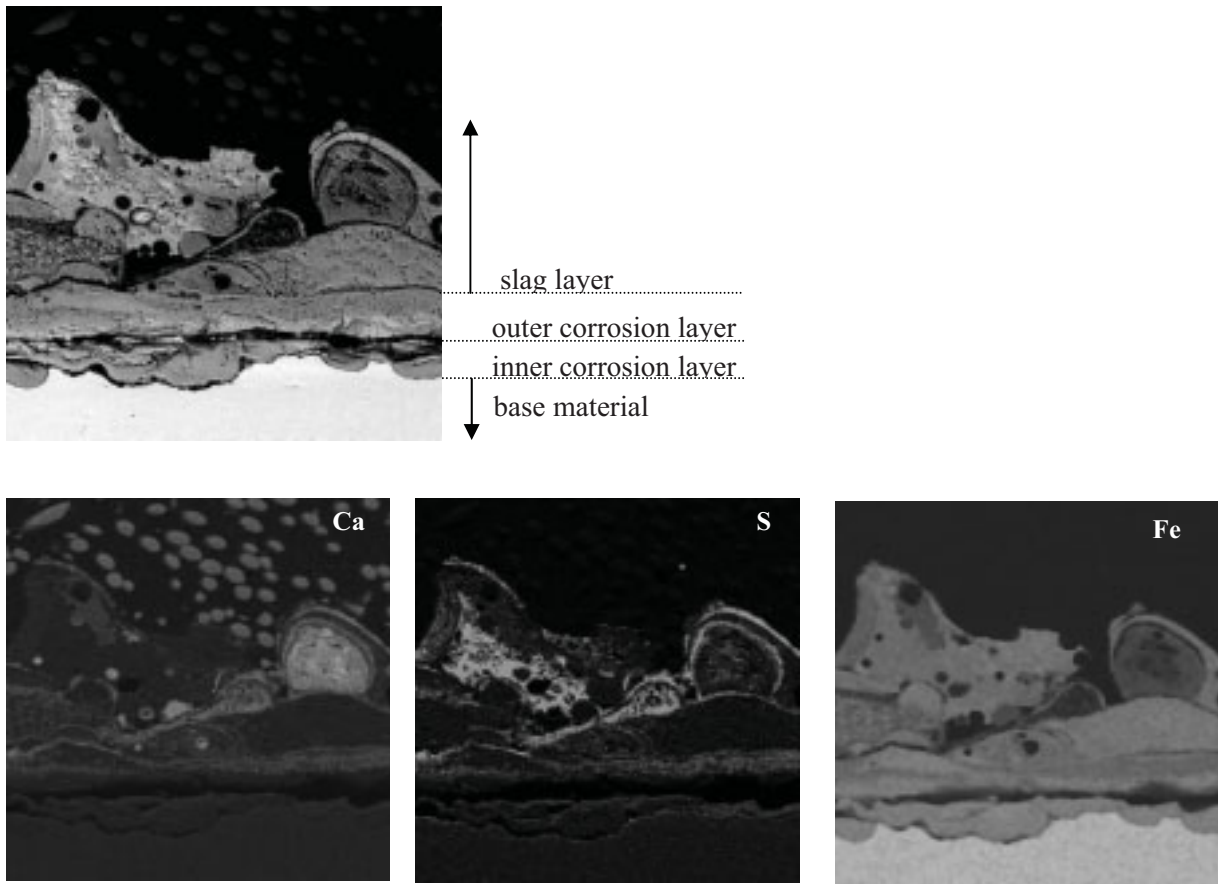 slag layer
outer corrosion layer
inner corrosion layer
base material
Ca
S
Fe